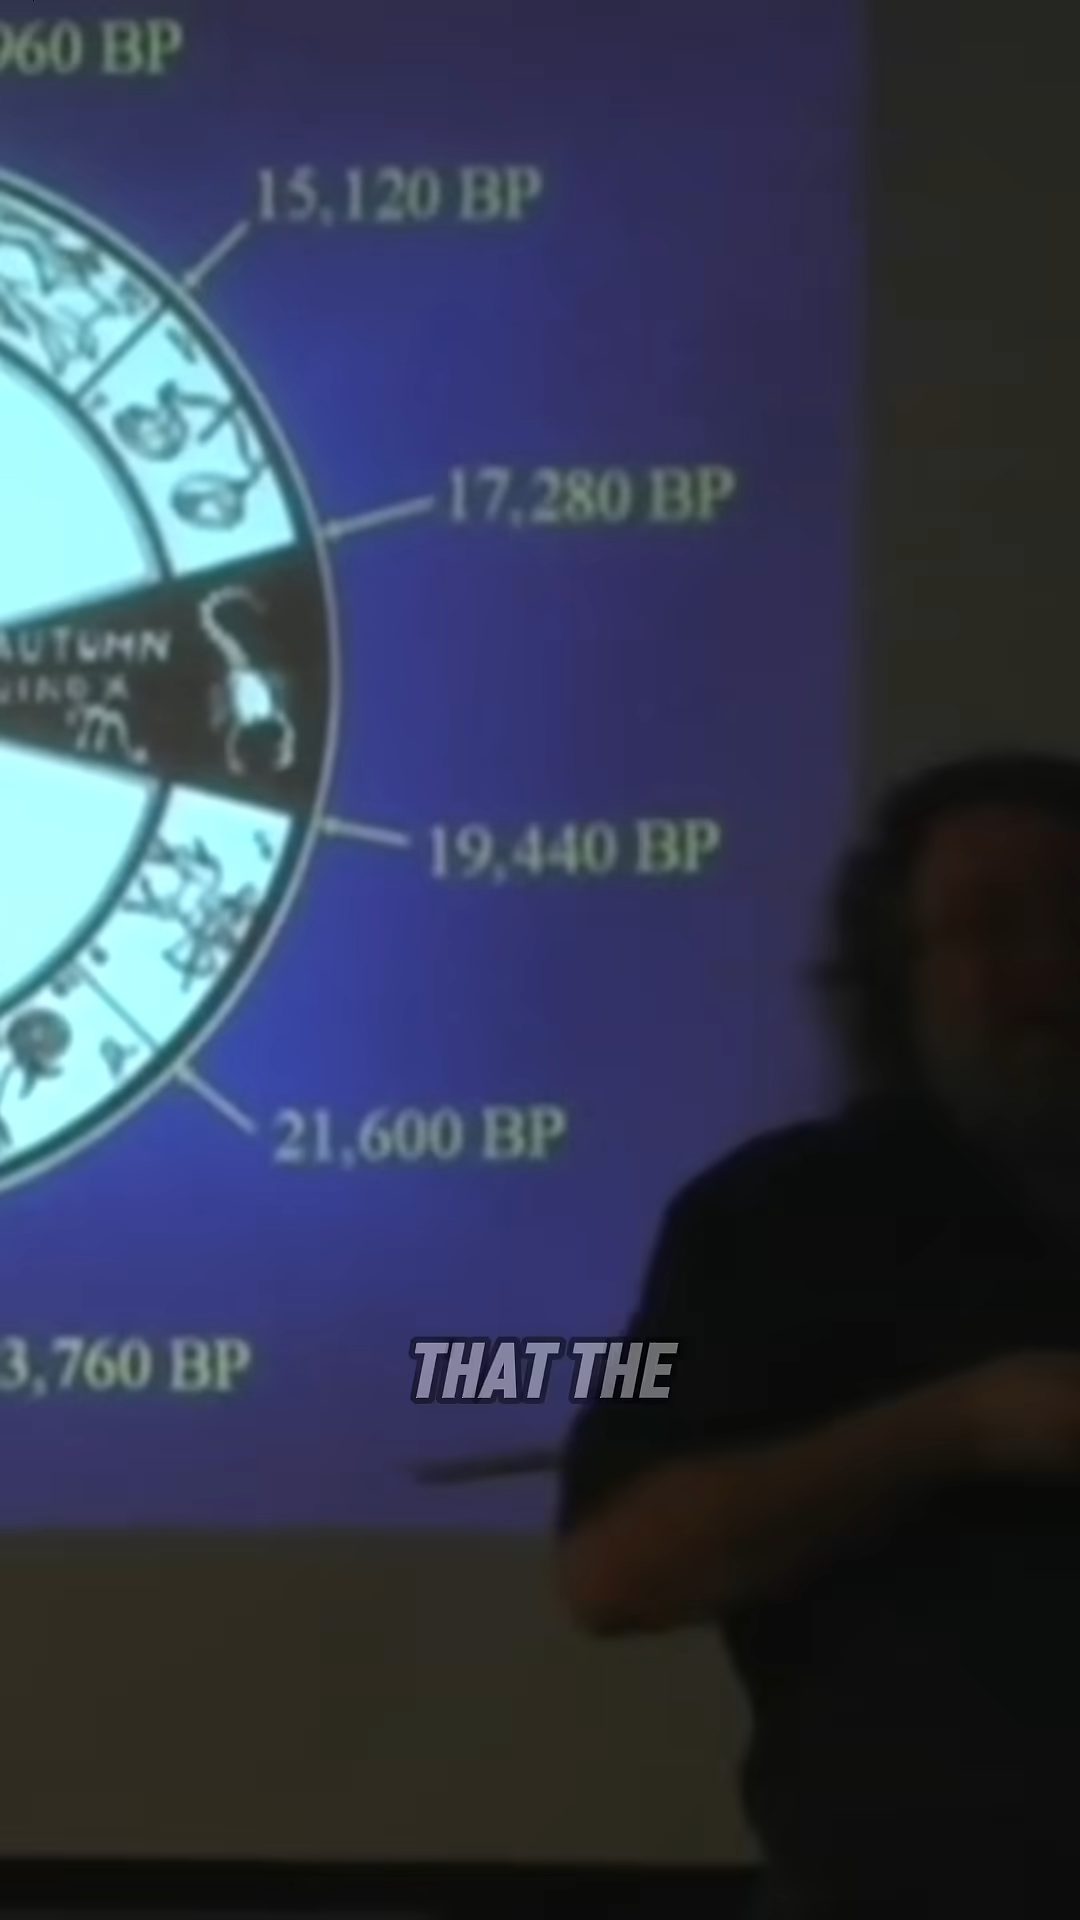 960 BP
15,120 BP
17,280 BP
AUTUMN
19,440 BP
21,600 BP
3,760 BP
THAT THE